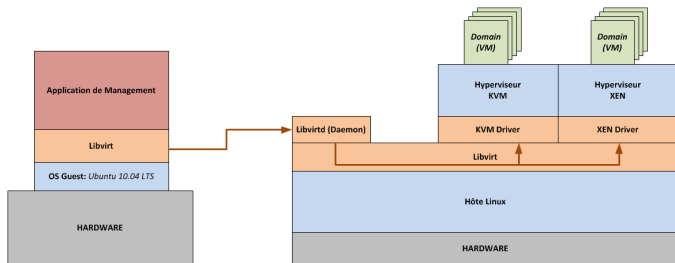 Application de Management
Libvirt
OS Guest: Ubuntu 10.04 LTS
HARDWARE
Domain
(VM)
Domain
(VM)
Hyperviseur
KVM
Hyperviseur
XEN
Libvirtd (Daemon)
KVM Driver
XEN Driver
Libvirt
Hôte Linux
HARDWARE